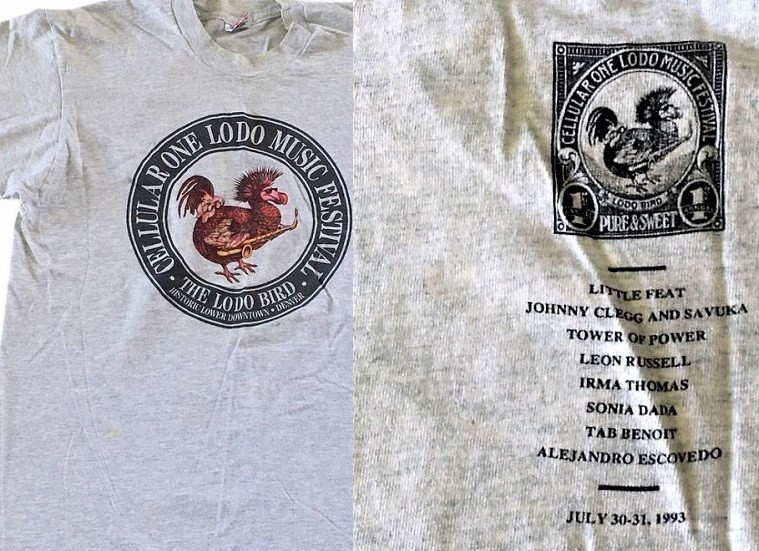 CELLULAR ONE LODO MUSIC FESTIVAL
• THE LODO BIRD •
HISTORIC LOWER DOWNTOWN • DENVER
CELLULAR ONE LODO MUSIC FESTIVAL
LODO BIRD
1 1
PURE & SWEET
LITTLE FEAT
JOHNNY CLEGG AND SAVUKA
TOWER OF POWER
LEON RUSSELL
IRMA THOMAS
SONIA DADA
TAB BENOIT
ALEJANDRO ESCOVEDO
JULY 30-31, 1993